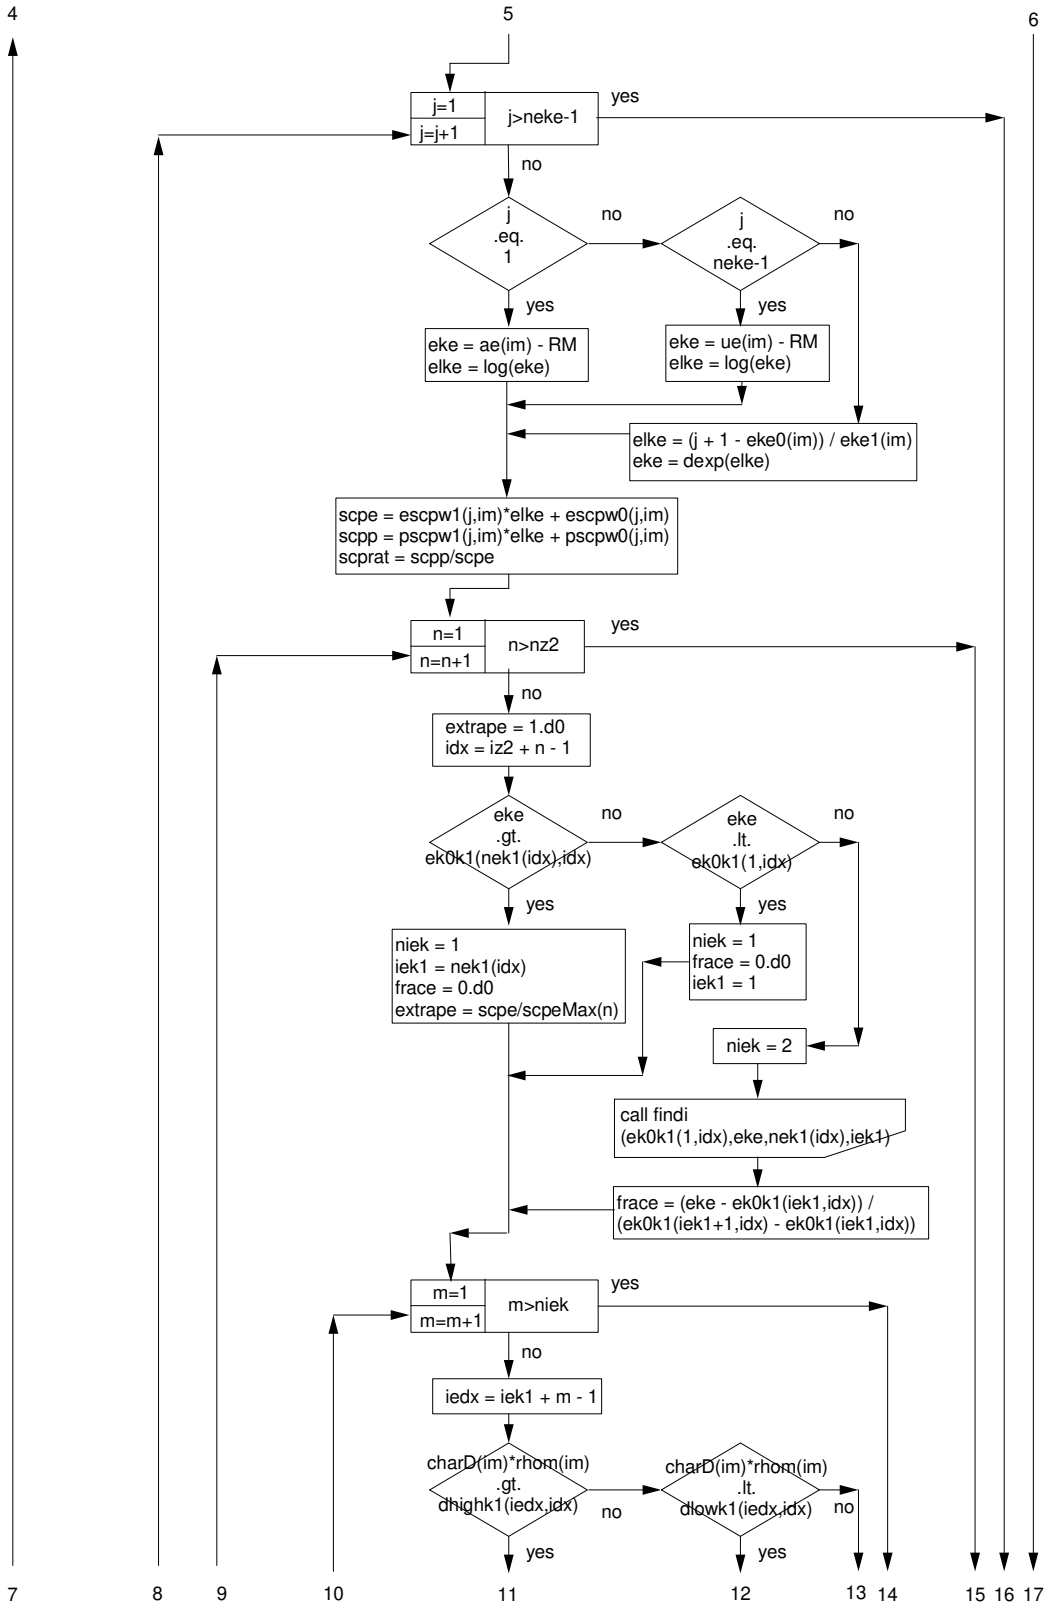 4
5
6
j=1
j=j+1
j>neke-1
yes
no
j
.eq.
1
no
j
.eq.
neke-1
no
yes
yes
eke = ae(im) - RM
elke = log(eke)
eke = ue(im) - RM
elke = log(eke)
elke = (j + 1 - eke0(im)) / eke1(im)
eke = dexp(elke)
scpe = escpw1(j,im)*elke + escpw0(j,im)
scpp = pscpw1(j,im)*elke + pscpw0(j,im)
scprat = scpp/scpe
n=1
n=n+1
n>nz2
yes
no
extrape = 1.d0
idx = iz2 + n - 1
eke
.gt.
ek0k1(nek1(idx),idx)
no
eke
.lt.
ek0k1(1,idx)
no
yes
yes
niek = 1
iek1 = nek1(idx)
frace = 0.d0
extrape = scpe/scpeMax(n)
niek = 1
frace = 0.d0
iek1 = 1
niek = 2
call findi
(ek0k1(1,idx),eke,nek1(idx),iek1)
frace = (eke - ek0k1(iek1,idx)) /
(ek0k1(iek1+1,idx) - ek0k1(iek1,idx))
m=1
m=m+1
m>niek
yes
no
iedx = iek1 + m - 1
charD(im)*rhom(im)
.gt.
dhighk1(iedx,idx)
no
charD(im)*rhom(im)
.lt.
dlowk1(iedx,idx)
no
yes
yes
7
8
9
10
11
12
13
14
15
16
17